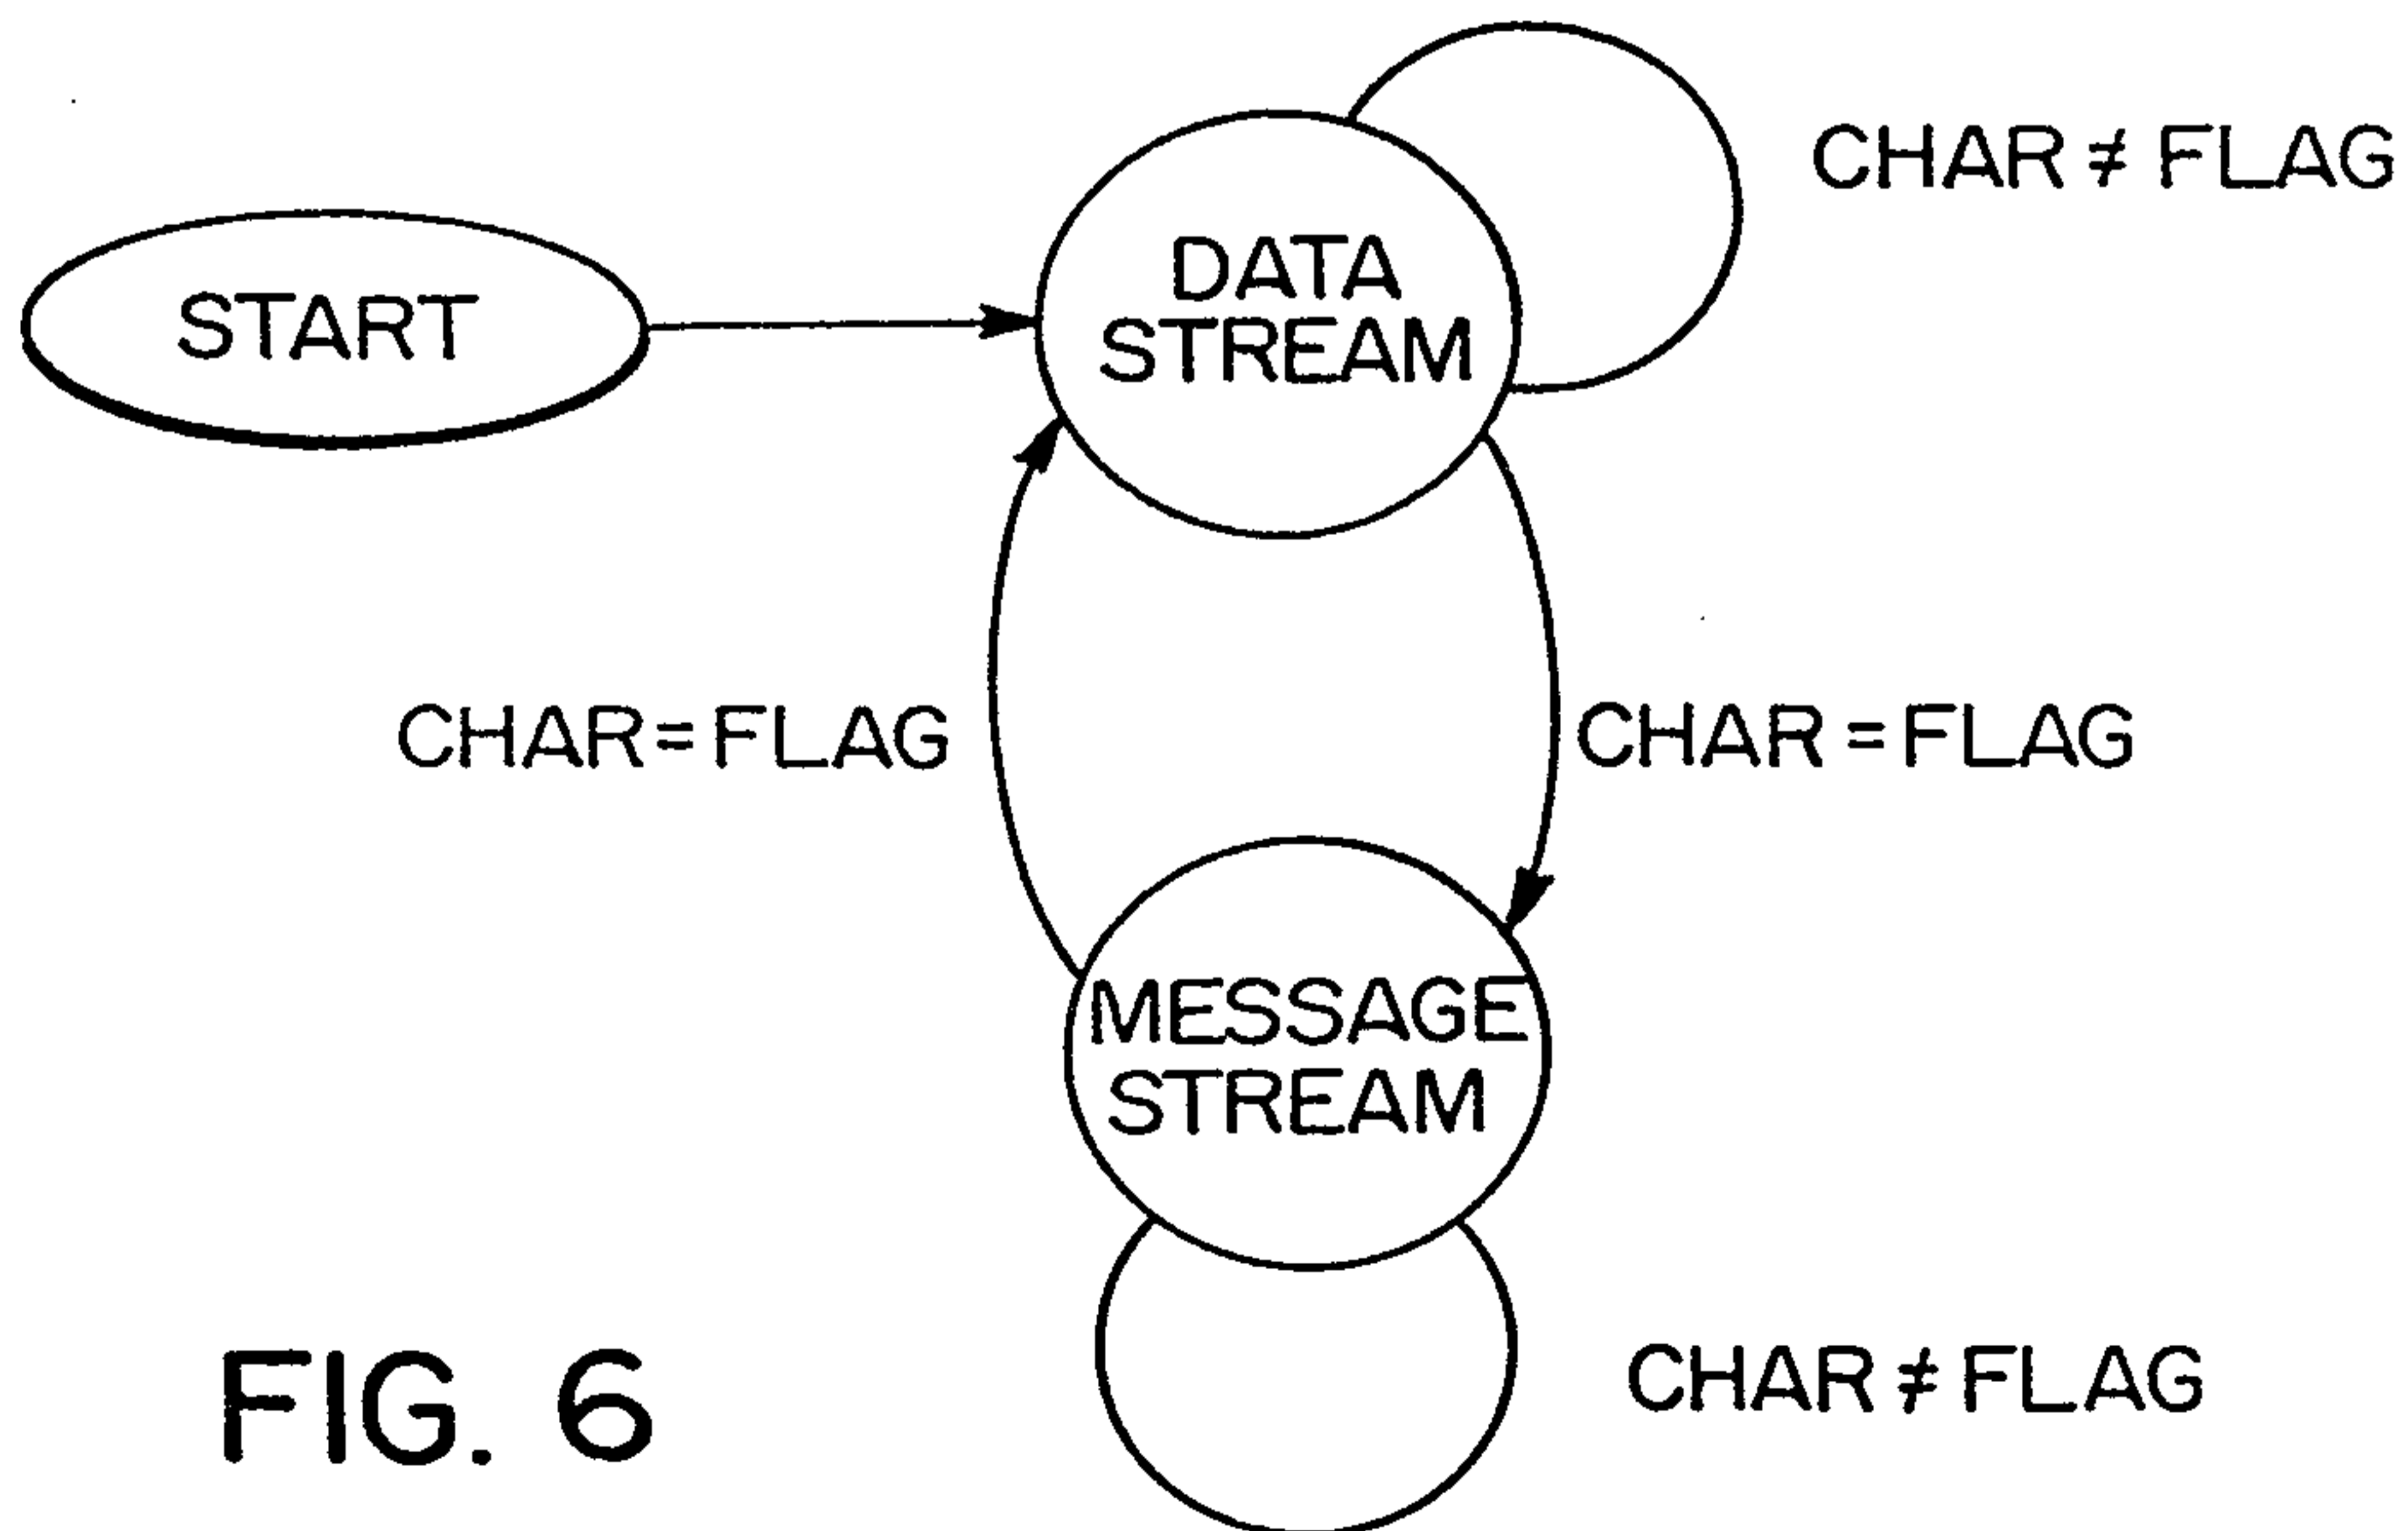 CHAR ≠ FLAG
START
DATA
STREAM
CHAR = FLAG
CHAR = FLAG
MESSAGE
STREAM
CHAR ≠ FLAG
FIG. 6